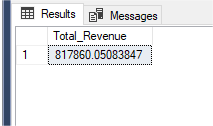 Results Messages
Total_Revenue
1 817860.05083847